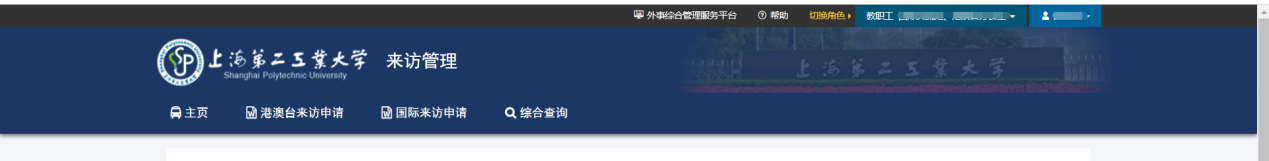 外事综合管理服务平台 帮助 切换角色 教职工
上海第二工业大学 来访管理
Shanghai Polytechnic University
上海第二工业大学
主页 港澳台来访申请 国际来访申请 综合查询